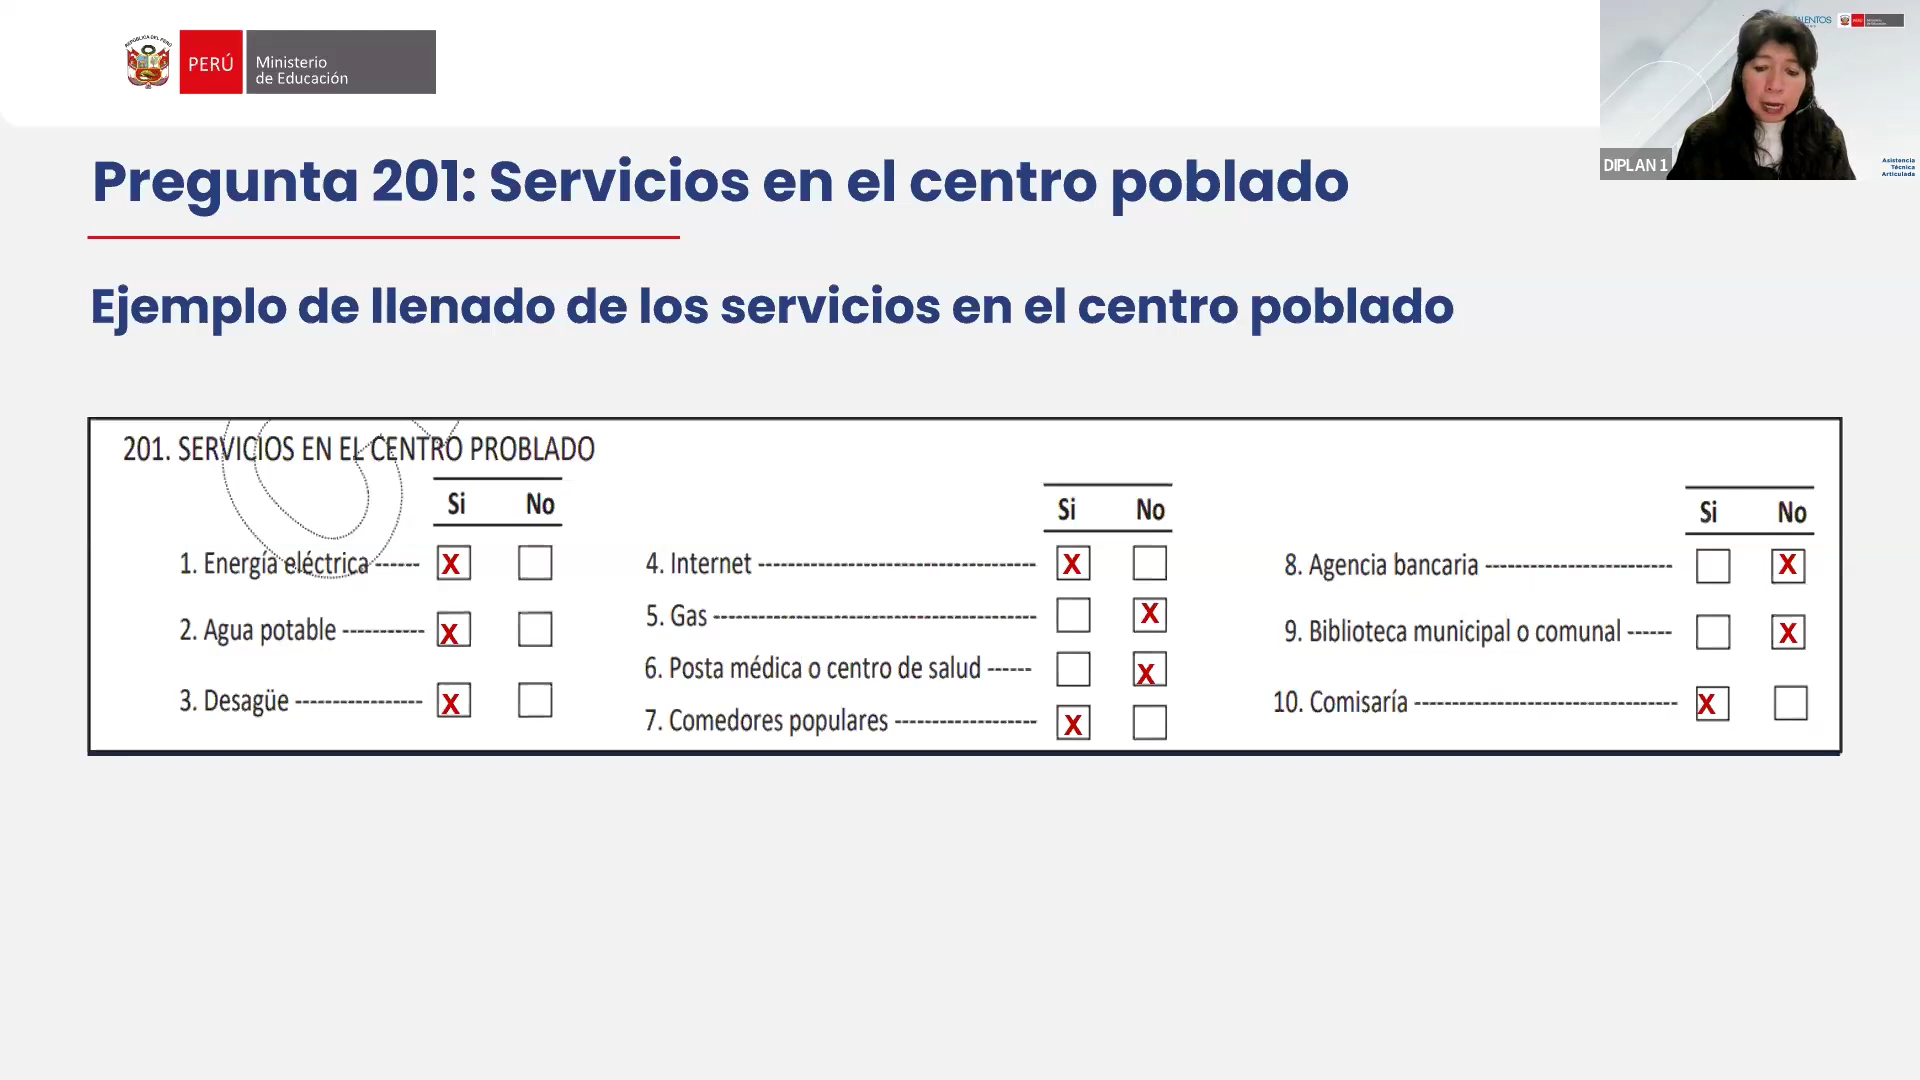 REPÚBLICA DEL PERÚ
PERÚ
Ministerio
de Educación
DIPLAN 1
Asistencia
Técnica
Articulada
Pregunta 201: Servicios en el centro poblado
Ejemplo de llenado de los servicios en el centro poblado
201. SERVICIOS EN EL CENTRO PROBLADO
Si No
Si No
Si No
1. Energía eléctrica ------ X
2. Agua potable ----------- X
3. Desagüe ----------------- X
4. Internet ------------------------------------- X
5. Gas ------------------------------------------- X
6. Posta médica o centro de salud ------ X
7. Comedores populares ------------------- X
8. Agencia bancaria ------------------------- X
9. Biblioteca municipal o comunal ------ X
10. Comisaría ----------------------------------- X